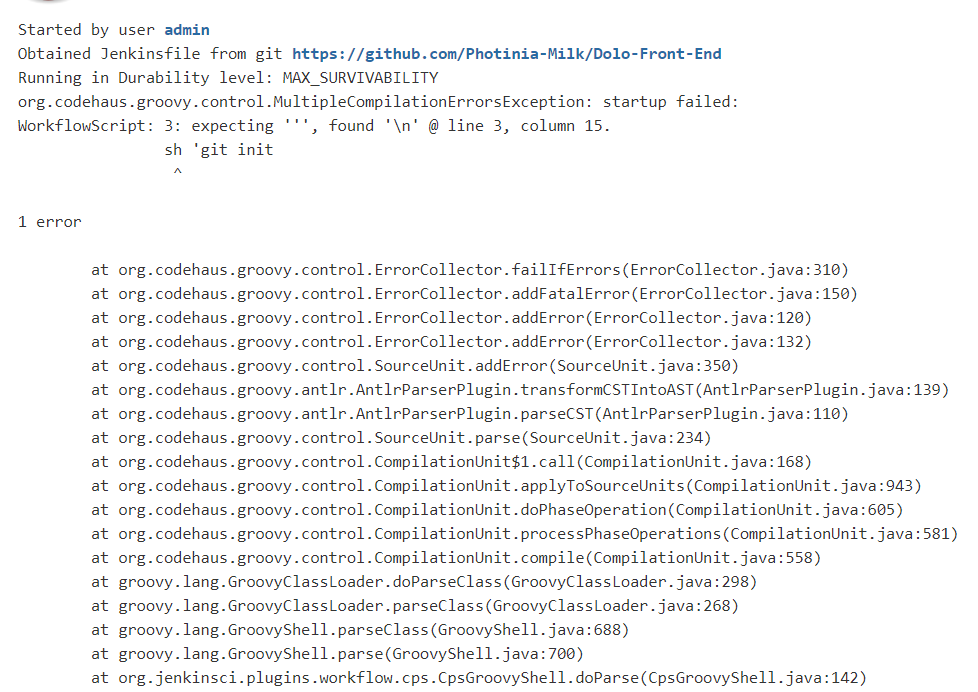 Started by user admin
Obtained Jenkinsfile from git https://github.com/Photinia-Milk/Dolo-Front-End
Running in Durability level: MAX_SURVIVABILITY
org.codehaus.groovy.control.MultipleCompilationErrorsException: startup failed:
WorkflowScript: 3: expecting ''', found '\n' @ line 3, column 15.
                sh 'git init
                 ^

1 error

	at org.codehaus.groovy.control.ErrorCollector.failIfErrors(ErrorCollector.java:310)
	at org.codehaus.groovy.control.ErrorCollector.addFatalError(ErrorCollector.java:150)
	at org.codehaus.groovy.control.ErrorCollector.addError(ErrorCollector.java:120)
	at org.codehaus.groovy.control.ErrorCollector.addError(ErrorCollector.java:132)
	at org.codehaus.groovy.control.SourceUnit.addError(SourceUnit.java:350)
	at org.codehaus.groovy.antlr.AntlrParserPlugin.transformCSTIntoAST(AntlrParserPlugin.java:139)
	at org.codehaus.groovy.antlr.AntlrParserPlugin.parseCST(AntlrParserPlugin.java:110)
	at org.codehaus.groovy.control.SourceUnit.parse(SourceUnit.java:234)
	at org.codehaus.groovy.control.CompilationUnit$1.call(CompilationUnit.java:168)
	at org.codehaus.groovy.control.CompilationUnit.applyToSourceUnits(CompilationUnit.java:943)
	at org.codehaus.groovy.control.CompilationUnit.doPhaseOperation(CompilationUnit.java:605)
	at org.codehaus.groovy.control.CompilationUnit.processPhaseOperations(CompilationUnit.java:581)
	at org.codehaus.groovy.control.CompilationUnit.compile(CompilationUnit.java:558)
	at groovy.lang.GroovyClassLoader.doParseClass(GroovyClassLoader.java:298)
	at groovy.lang.GroovyClassLoader.parseClass(GroovyClassLoader.java:268)
	at groovy.lang.GroovyShell.parseClass(GroovyShell.java:688)
	at groovy.lang.GroovyShell.parse(GroovyShell.java:700)
	at org.jenkinsci.plugins.workflow.cps.CpsGroovyShell.doParse(CpsGroovyShell.java:142)